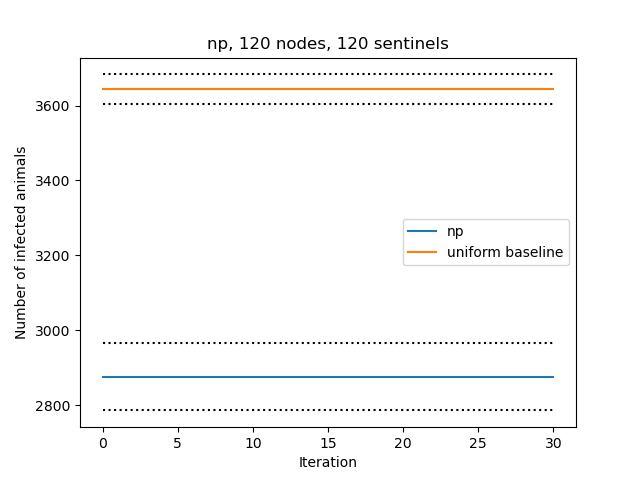 np, 120 nodes, 120 sentinels
Number of infected animals
3600
3400
3200
3000
2800
np
uniform baseline
0 5 10 15 20 25 30
Iteration